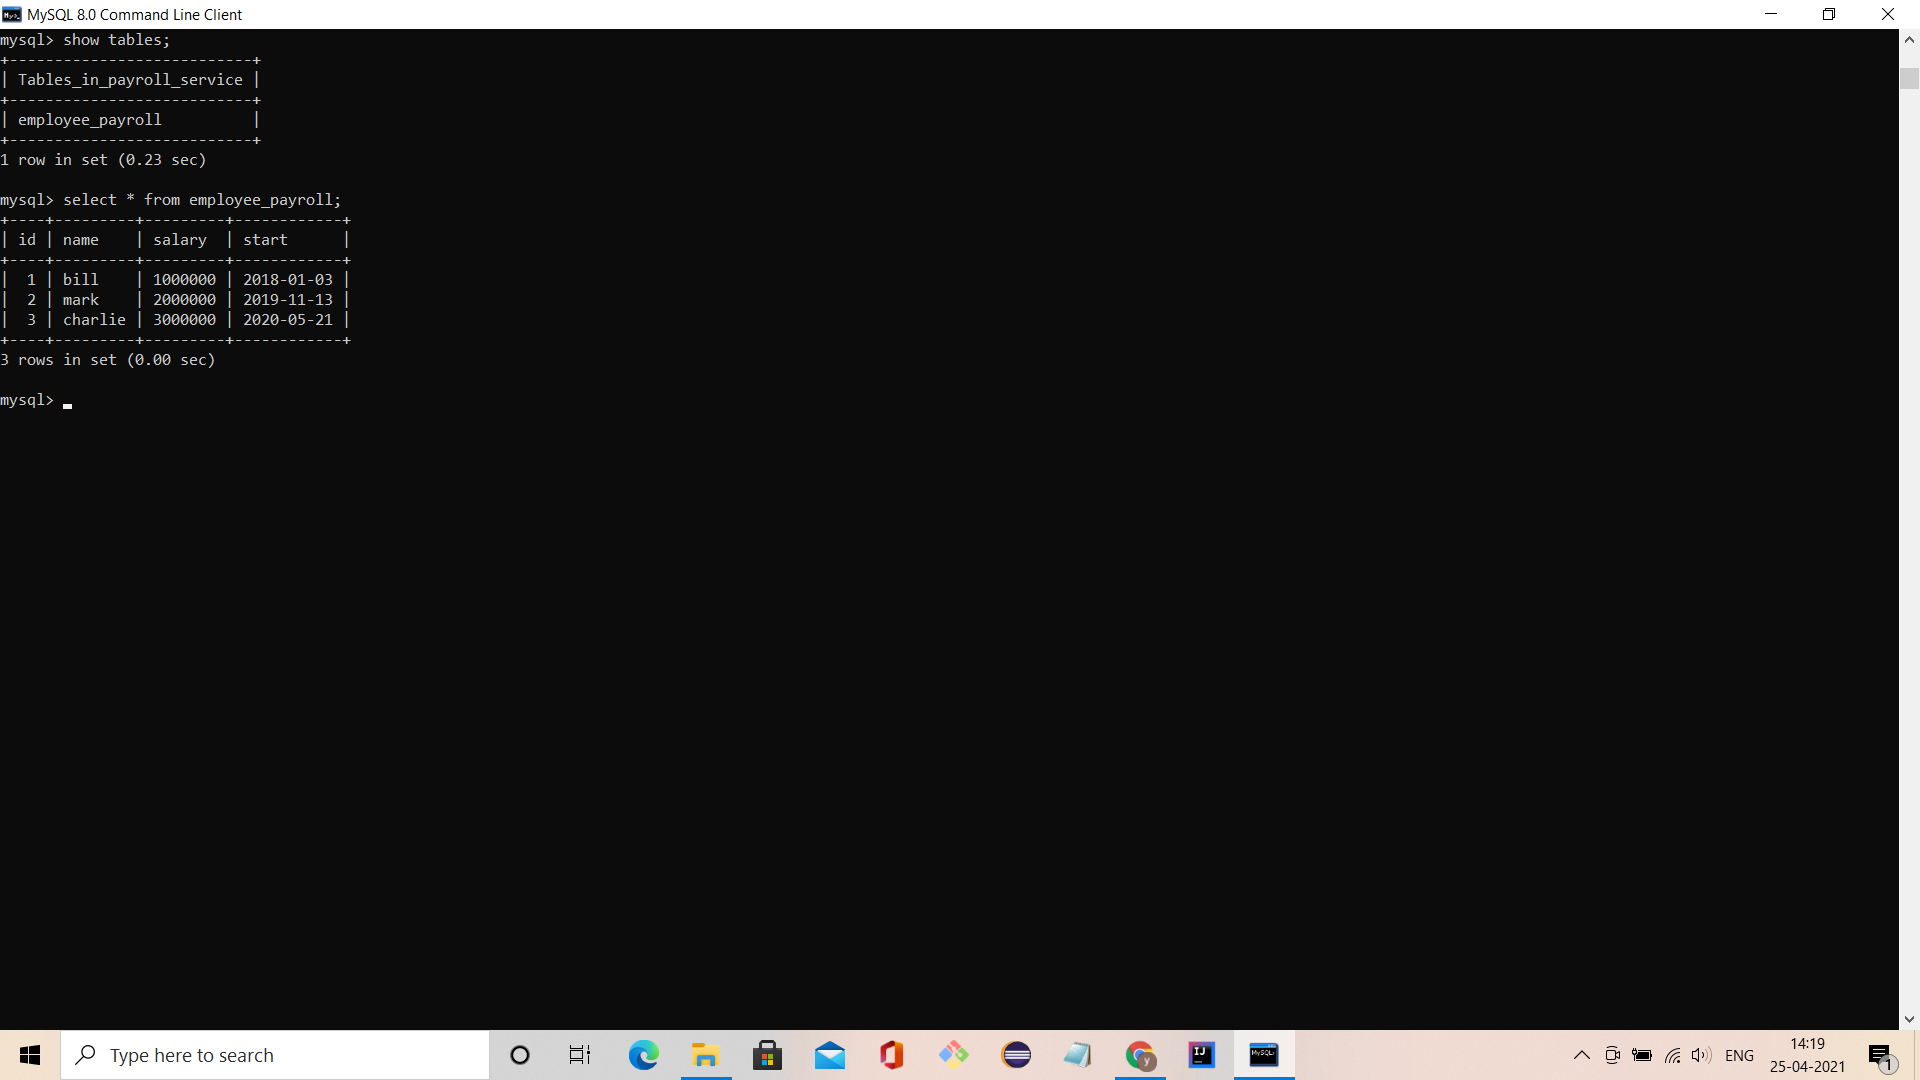 MySQL 8.0 Command Line Client
mysql> show tables;
+---------------------------+
| Tables_in_payroll_service |
+---------------------------+
| employee_payroll          |
+---------------------------+
1 row in set (0.23 sec)
mysql> select * from employee_payroll;
+----+---------+---------+------------+
| id | name    | salary  | start      |
+----+---------+---------+------------+
|  1 | bill    | 1000000 | 2018-01-03 |
|  2 | mark    | 2000000 | 2019-11-13 |
|  3 | charlie | 3000000 | 2020-05-21 |
+----+---------+---------+------------+
3 rows in set (0.00 sec)
mysql>
Type here to search
y
IJ
MySQL
ENG
14:19
25-04-2021
1